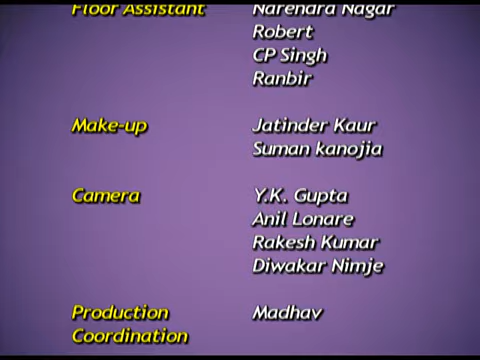 Floor Assistant Narendra Nagar
Robert
CP Singh
Ranbir
Make-up Jatinder Kaur
Suman kanojia
Camera Y.K. Gupta
Anil Lonare
Rakesh Kumar
Diwakar Nimje
Production Madhav
Coordination